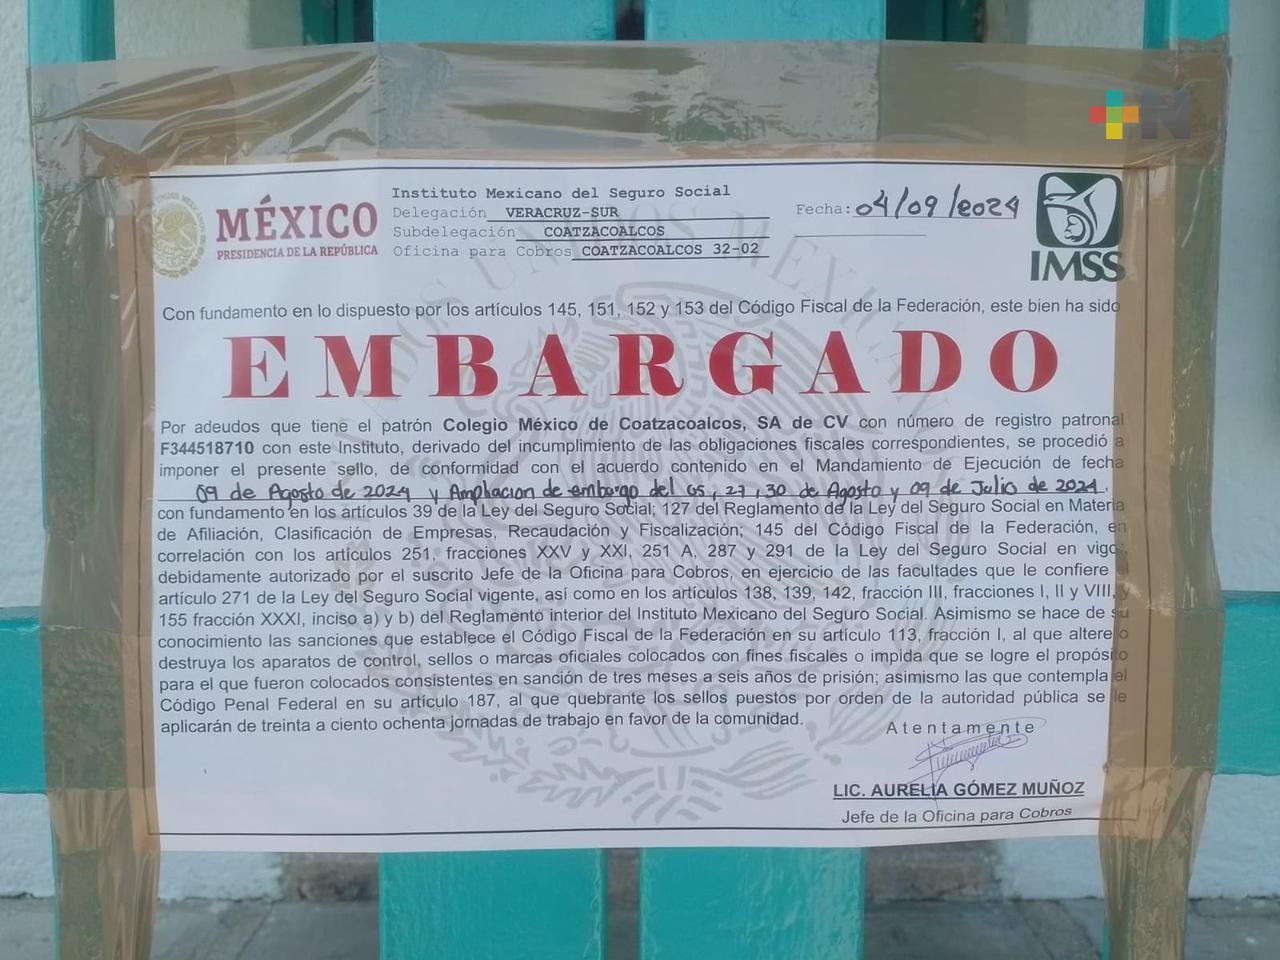 +N
Instituto Mexicano del Seguro Social
MÉXICO
PRESIDENCIA DE LA REPÚBLICA
Delegación VERACRUZ-SUR
Fecha: 04/09/2024
Subdelegación COATZACOALCOS
Oficina para Cobros COATZACOALCOS 32-02
IMSS
Con fundamento en lo dispuesto por los artículos 145, 151, 152 y 153 del Código Fiscal de la Federación, este bien ha sido
EMBARGADO
Por adeudos que tiene el patrón Colegio México de Coatzacoalcos, SA de CV con número de registro patronal
F344518710 con este Instituto, derivado del incumplimiento de las obligaciones fiscales correspondientes, se procedió a
imponer el presente sello, de conformidad con el acuerdo contenido en el Mandamiento de Ejecución de fecha
09 de Agosto de 2024 y Ampliacion de embargo del 05, 27, 30 de Agosto y 09 de Julio de 2024,
con fundamento en los artículos 39 de la Ley del Seguro Social; 127 del Reglamento de la Ley del Seguro Social en Materia
de Afiliación, Clasificación de Empresas, Recaudación y Fiscalización; 145 del Código Fiscal de la Federación, en
correlación con los artículos 251, fracciones XXV y XXI, 251 A, 287 y 291 de la Ley del Seguro Social en vigor
debidamente autorizado por el suscrito Jefe de la Oficina para Cobros, en ejercicio de las facultades que le confiere el
artículo 271 de la Ley del Seguro Social vigente, así como en los artículos 138, 139, 142, fracción III, fracciones I, II y VIII, y
155 fracción XXXI, inciso a) y b) del Reglamento interior del Instituto Mexicano del Seguro Social. Asimismo se hace de su
conocimiento las sanciones que establece el Código Fiscal de la Federación en su artículo 113, fracción I, al que altere o
destruya los aparatos de control, sellos o marcas oficiales colocados con fines fiscales o impida que se logre el propósito
para el que fueron colocados consistentes en sanción de tres meses a seis años de prisión; asimismo las que contempla el
Código Penal Federal en su artículo 187, al que quebrante los sellos puestos por orden de la autoridad pública se le
aplicarán de treinta a ciento ochenta jornadas de trabajo en favor de la comunidad.
Atentamente
LIC. AURELIA GÓMEZ MUÑOZ
Jefe de la Oficina para Cobros